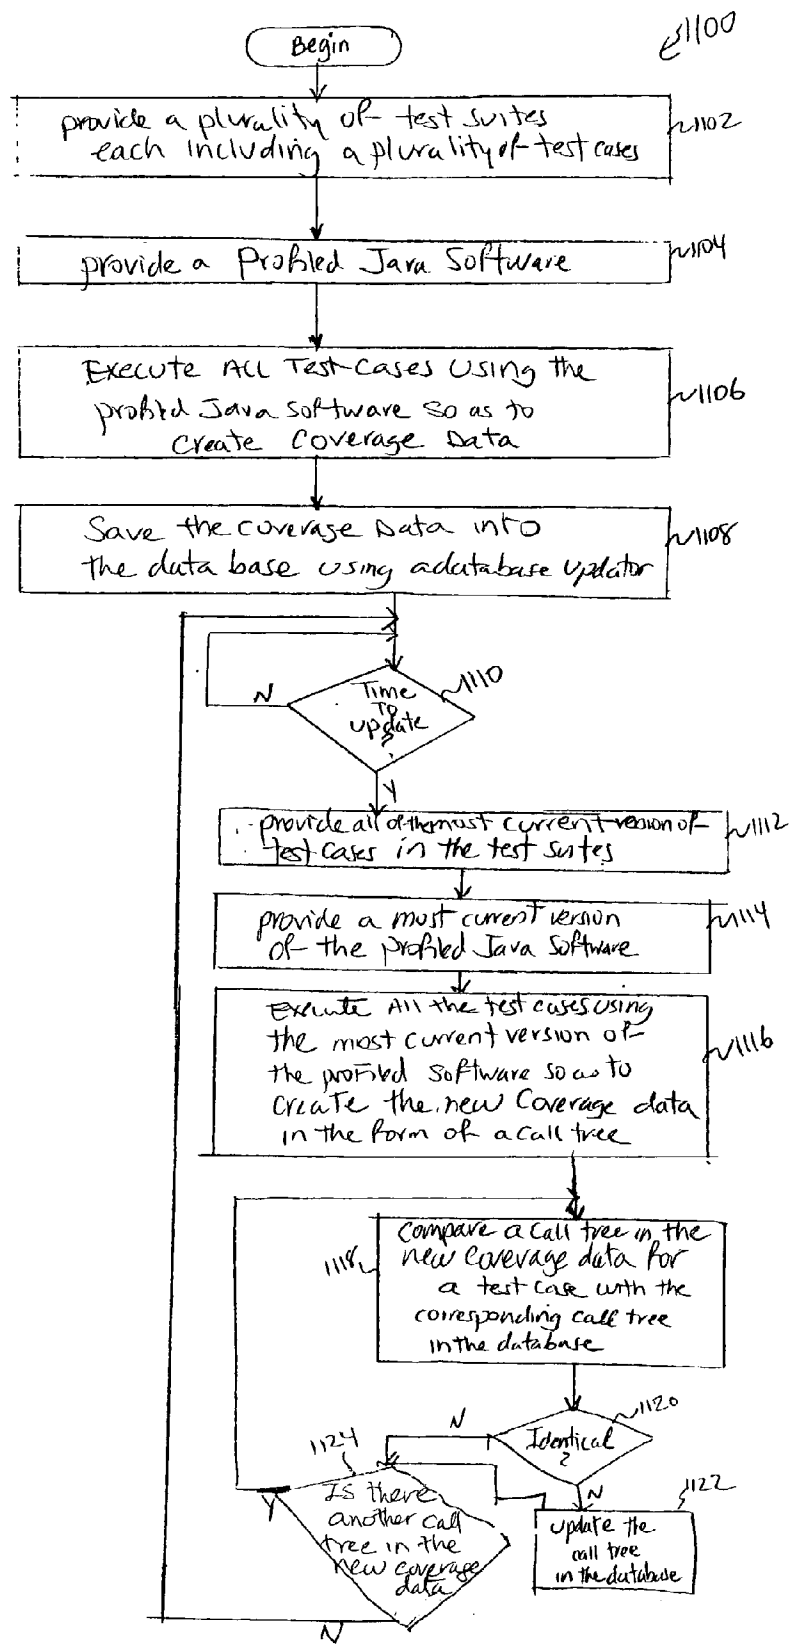 Begin
1100
provide a plurality of test suites
each including a plurality of test cases
1102
provide a Profiled Java Software
1104
Execute All Test Cases Using the
profiled Java software so as to
create coverage Data
1106
Save the coverage Data into
the data base using a database updator
1108
Time
To
update
?
1110
N
Y
provide all of the most current version of
test cases in the test suites
1112
provide a most current version
of the profiled Java Software
1114
Execute All the test cases using
the most current version of
the profiled software so as to
create the new coverage data
in the form of a call tree
1116
compare a call tree in the
new coverage data for
a test case with the
corresponding call tree
in the database
1118
Identical
?
1120
N
N
update the
call tree
in the database
1122
Is there
another call
tree in the
new coverage
data
1124
Y
N